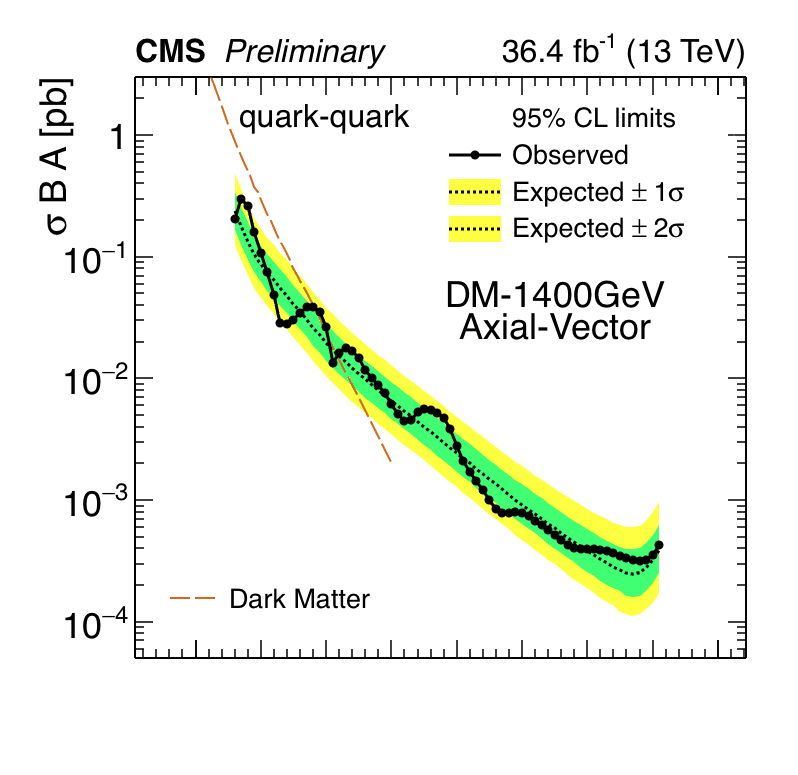 CMS Preliminary 36.4 fb⁻¹ (13 TeV)
σ B A [pb]
quark-quark
95% CL limits
Observed
Expected ± 1σ
Expected ± 2σ
DM-1400GeV
Axial-Vector
Dark Matter
1
10⁻¹
10⁻²
10⁻³
10⁻⁴